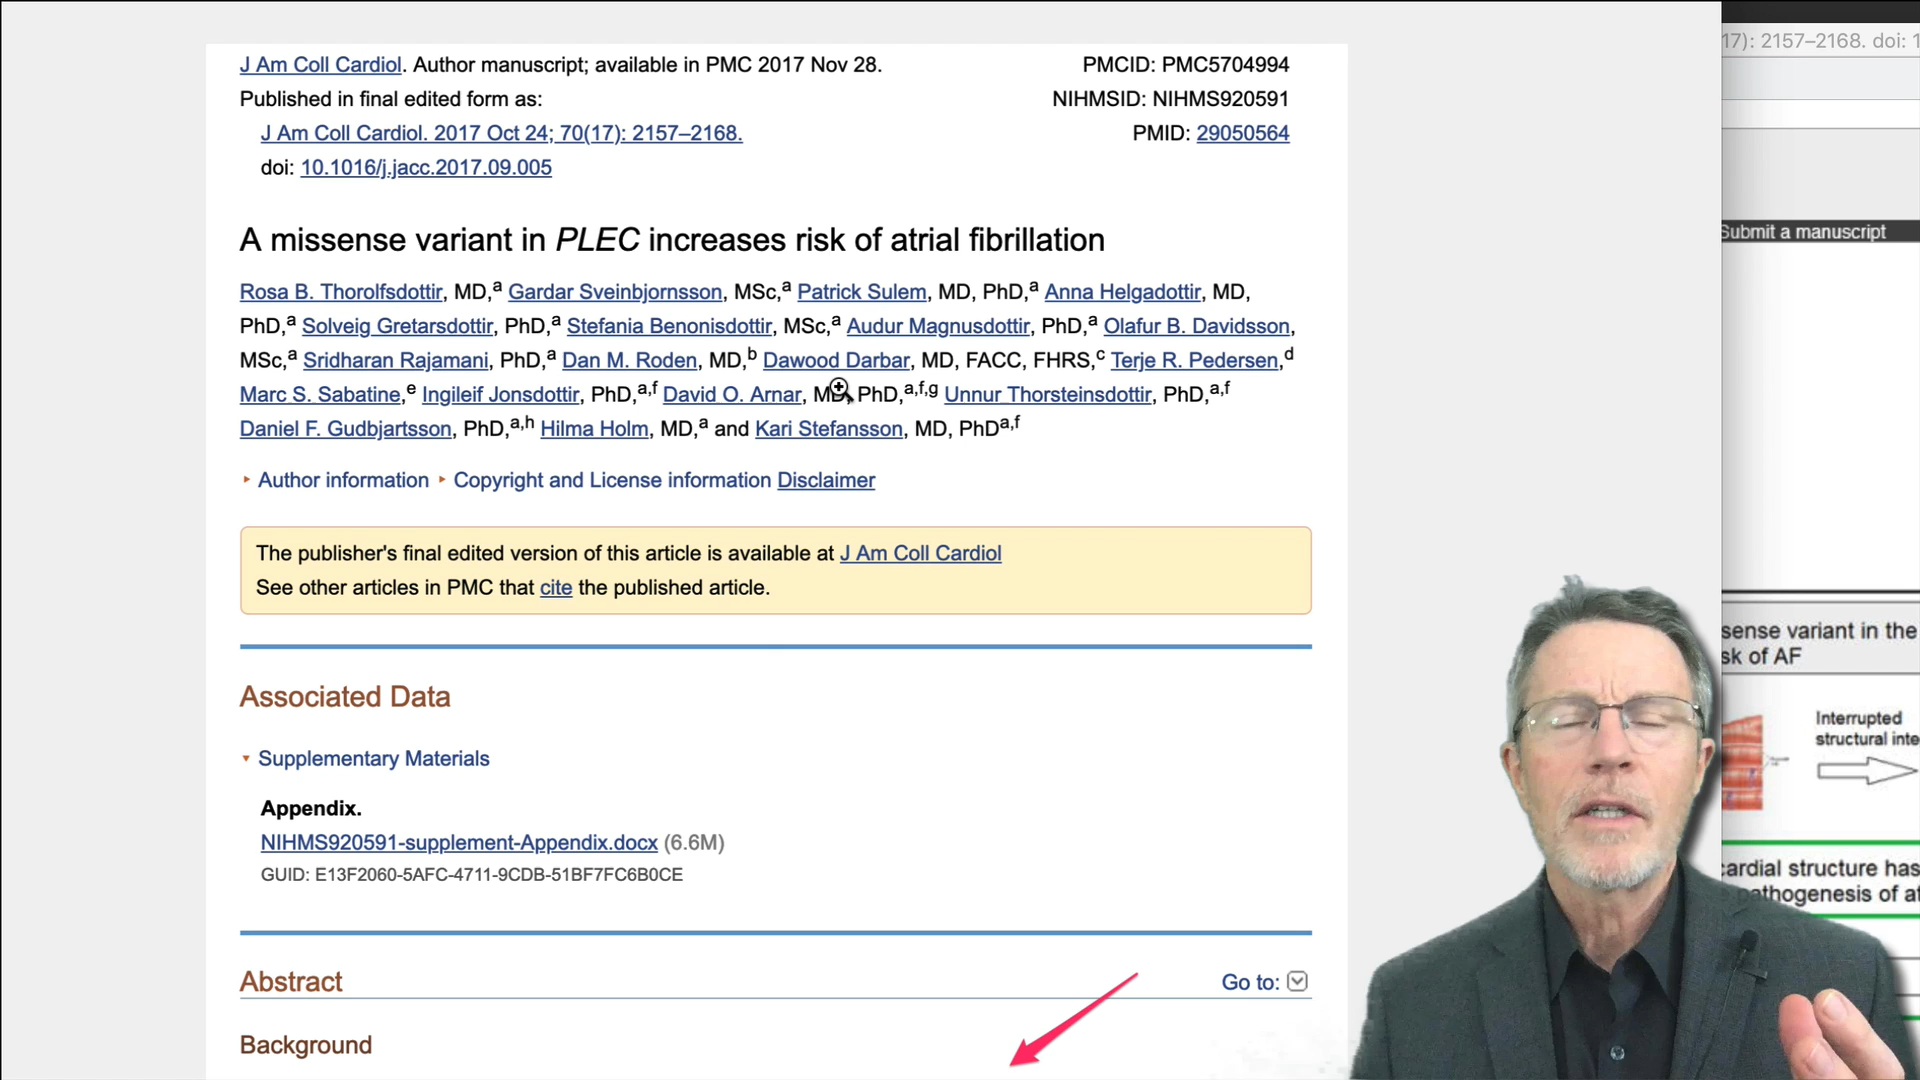 J Am Coll Cardiol. Author manuscript; available in PMC 2017 Nov 28.
Published in final edited form as:
J Am Coll Cardiol. 2017 Oct 24; 70(17): 2157–2168.
doi: 10.1016/j.jacc.2017.09.005
PMCID: PMC5704994
NIHMSID: NIHMS920591
PMID: 29050564
A missense variant in PLEC increases risk of atrial fibrillation
Rosa B. Thorolfsdottir, MD,a Gardar Sveinbjornsson, MSc,a Patrick Sulem, MD, PhD,a Anna Helgadottir, MD,
PhD,a Solveig Gretarsdottir, PhD,a Stefania Benonisdottir, MSc,a Audur Magnusdottir, PhD,a Olafur B. Davidsson,
MSc,a Sridharan Rajamani, PhD,a Dan M. Roden, MD,b Dawood Darbar, MD, FACC, FHRS,c Terje R. Pedersen,d
Marc S. Sabatine,e Ingileif Jonsdottir, PhD,a,f David O. Arnar, MD, PhD,a,f,g Unnur Thorsteinsdottir, PhD,a,f
Daniel F. Gudbjartsson, PhD,a,h Hilma Holm, MD,a and Kari Stefansson, MD, PhDa,f
Author information Copyright and License information Disclaimer
The publisher's final edited version of this article is available at J Am Coll Cardiol
See other articles in PMC that cite the published article.
Associated Data
Supplementary Materials
Appendix.
NIHMS920591-supplement-Appendix.docx (6.6M)
GUID: E13F2060-5AFC-4711-9CDB-51BF7FC6B0CE
Abstract
Go to:
Background
17): 2157–2168. doi: 1
Submit a manuscript
sense variant in the
sk of AF
Interrupted
structural inte
cardial structure has
pathogenesis of at